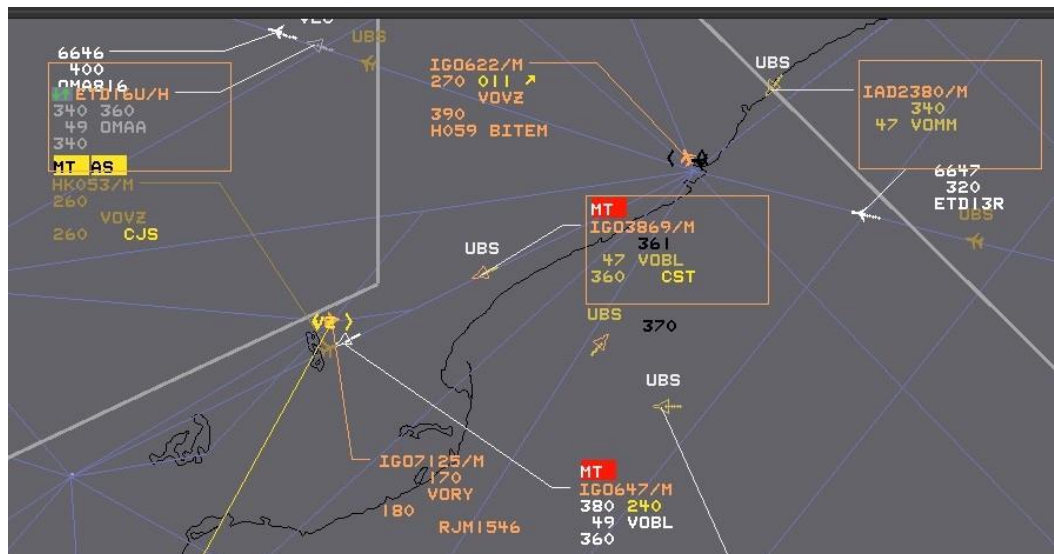 6646
400
OMA816
UBS
ETD16U/H
340 360
49 OMAA
340
MT AS
HK053/M
260
VOVZ
260 CJS
IGO622/M
270 011 ↗
VOVZ
390
H059 BITEM
UBS
IAD2380/M
340
47 VOMM
6647
320
ETD13R
UBS
MT
IGO3869/M
361
47 VOBL
360 CST
UBS
UBS
370
UBS
IGO7125/M
170
VORY
180
RJM1546
MT
IGO647/M
380 240
49 VOBL
360